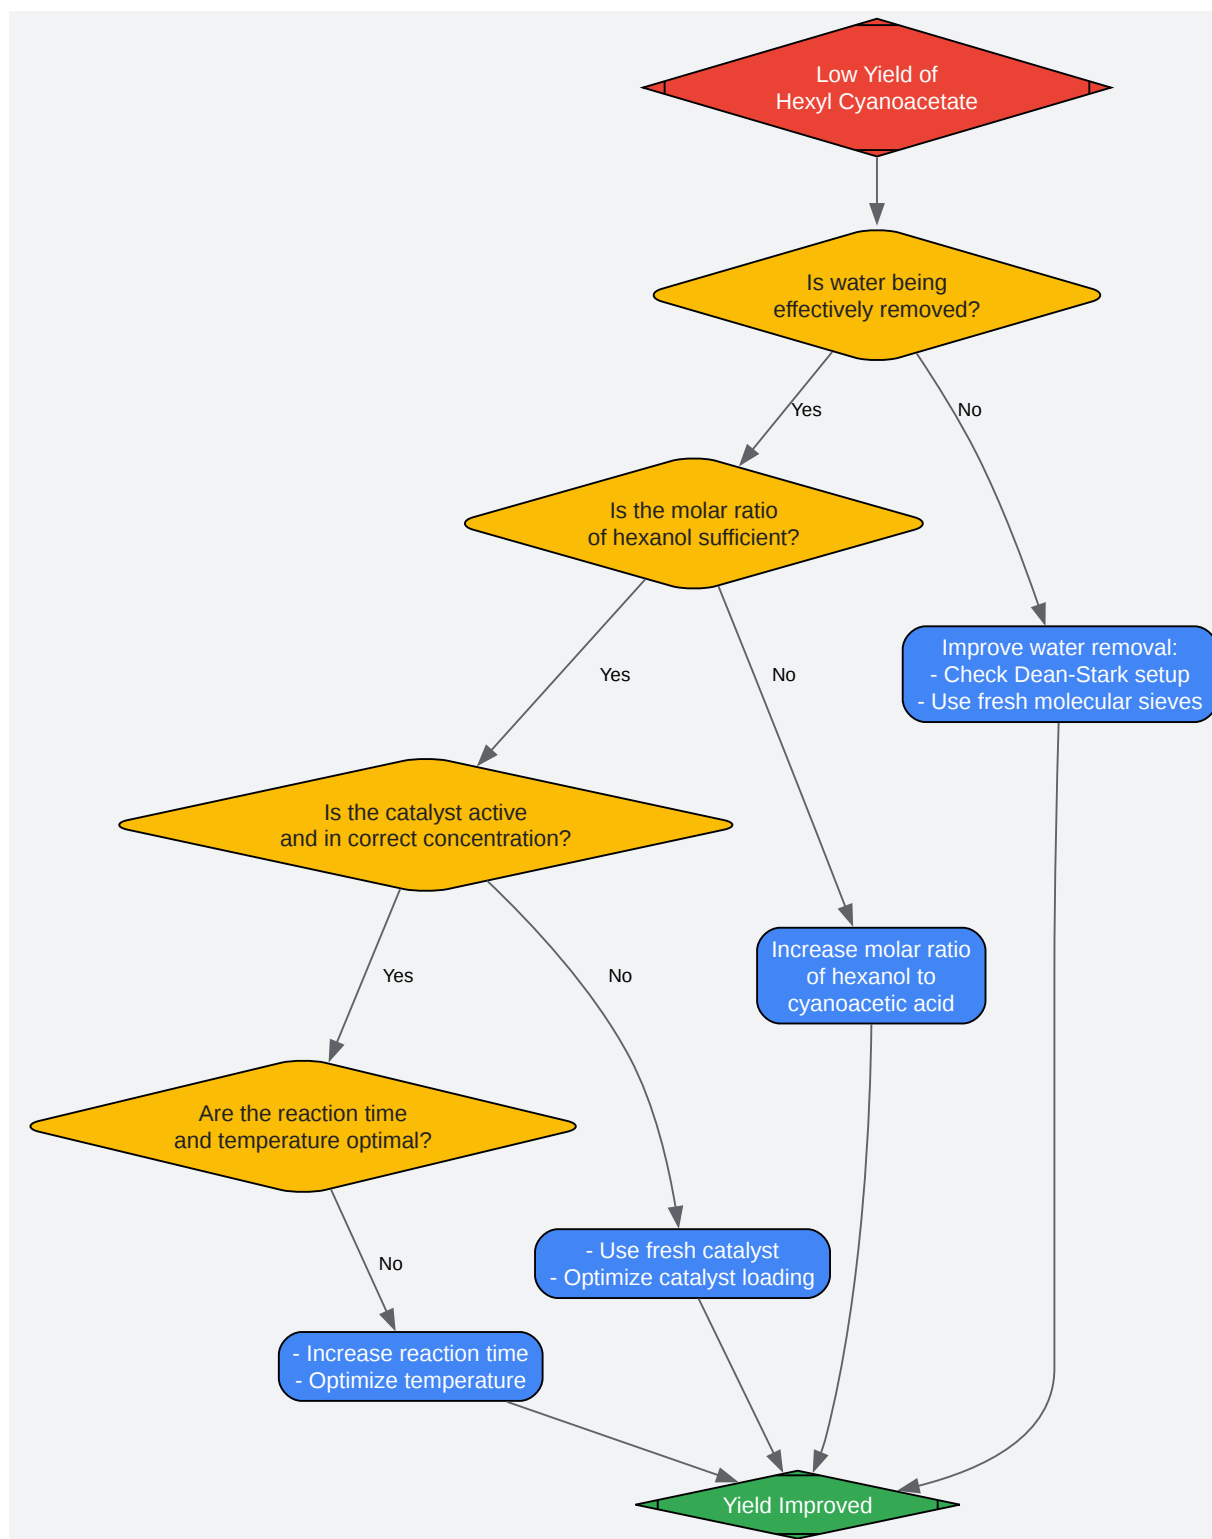 Low Yield of
Hexyl Cyanoacetate
Is water being
effectively removed?
Yes
No
Is the molar ratio
of hexanol sufficient?
Improve water removal:
- Check Dean-Stark setup
- Use fresh molecular sieves
Yes
No
Is the catalyst active
and in correct concentration?
Increase molar ratio
of hexanol to
cyanoacetic acid
Yes
No
Are the reaction time
and temperature optimal?
- Use fresh catalyst
- Optimize catalyst loading
No
- Increase reaction time
- Optimize temperature
Yield Improved